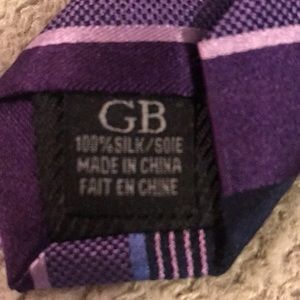 GB
100% SILK/SOIE
MADE IN CHINA
FAIT EN CHINE